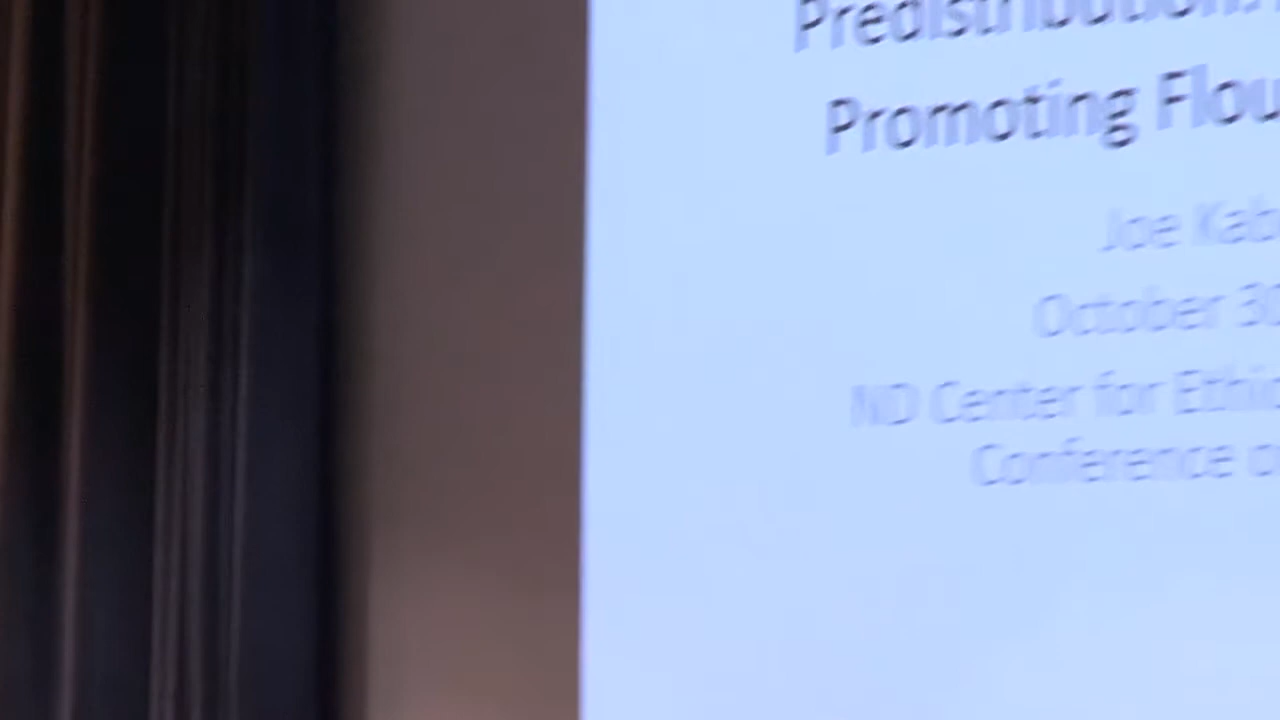 Predistribution:
Promoting Flou
Joe Kab
October 30
ND Center for Ethic
Conference o